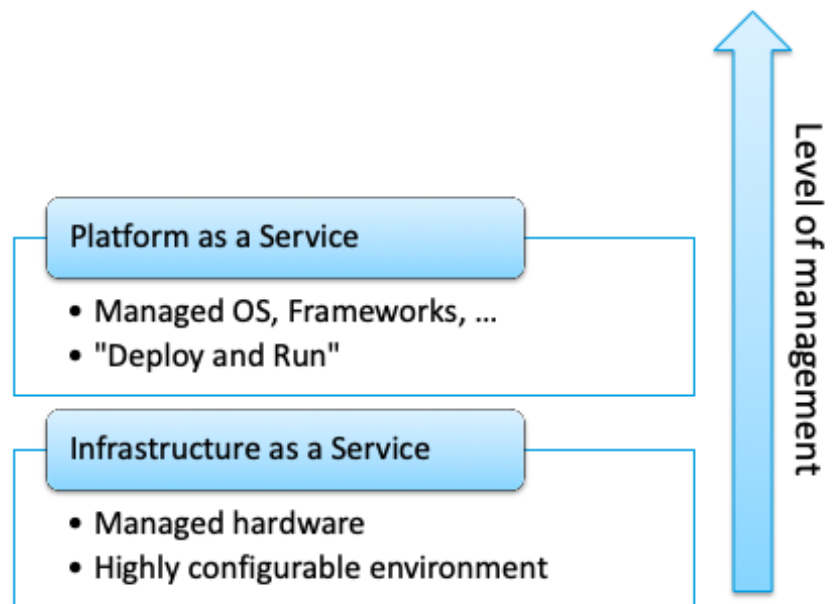 Platform as a Service
• Managed OS, Frameworks, ...
• "Deploy and Run"
Infrastructure as a Service
• Managed hardware
• Highly configurable environment
Level of management